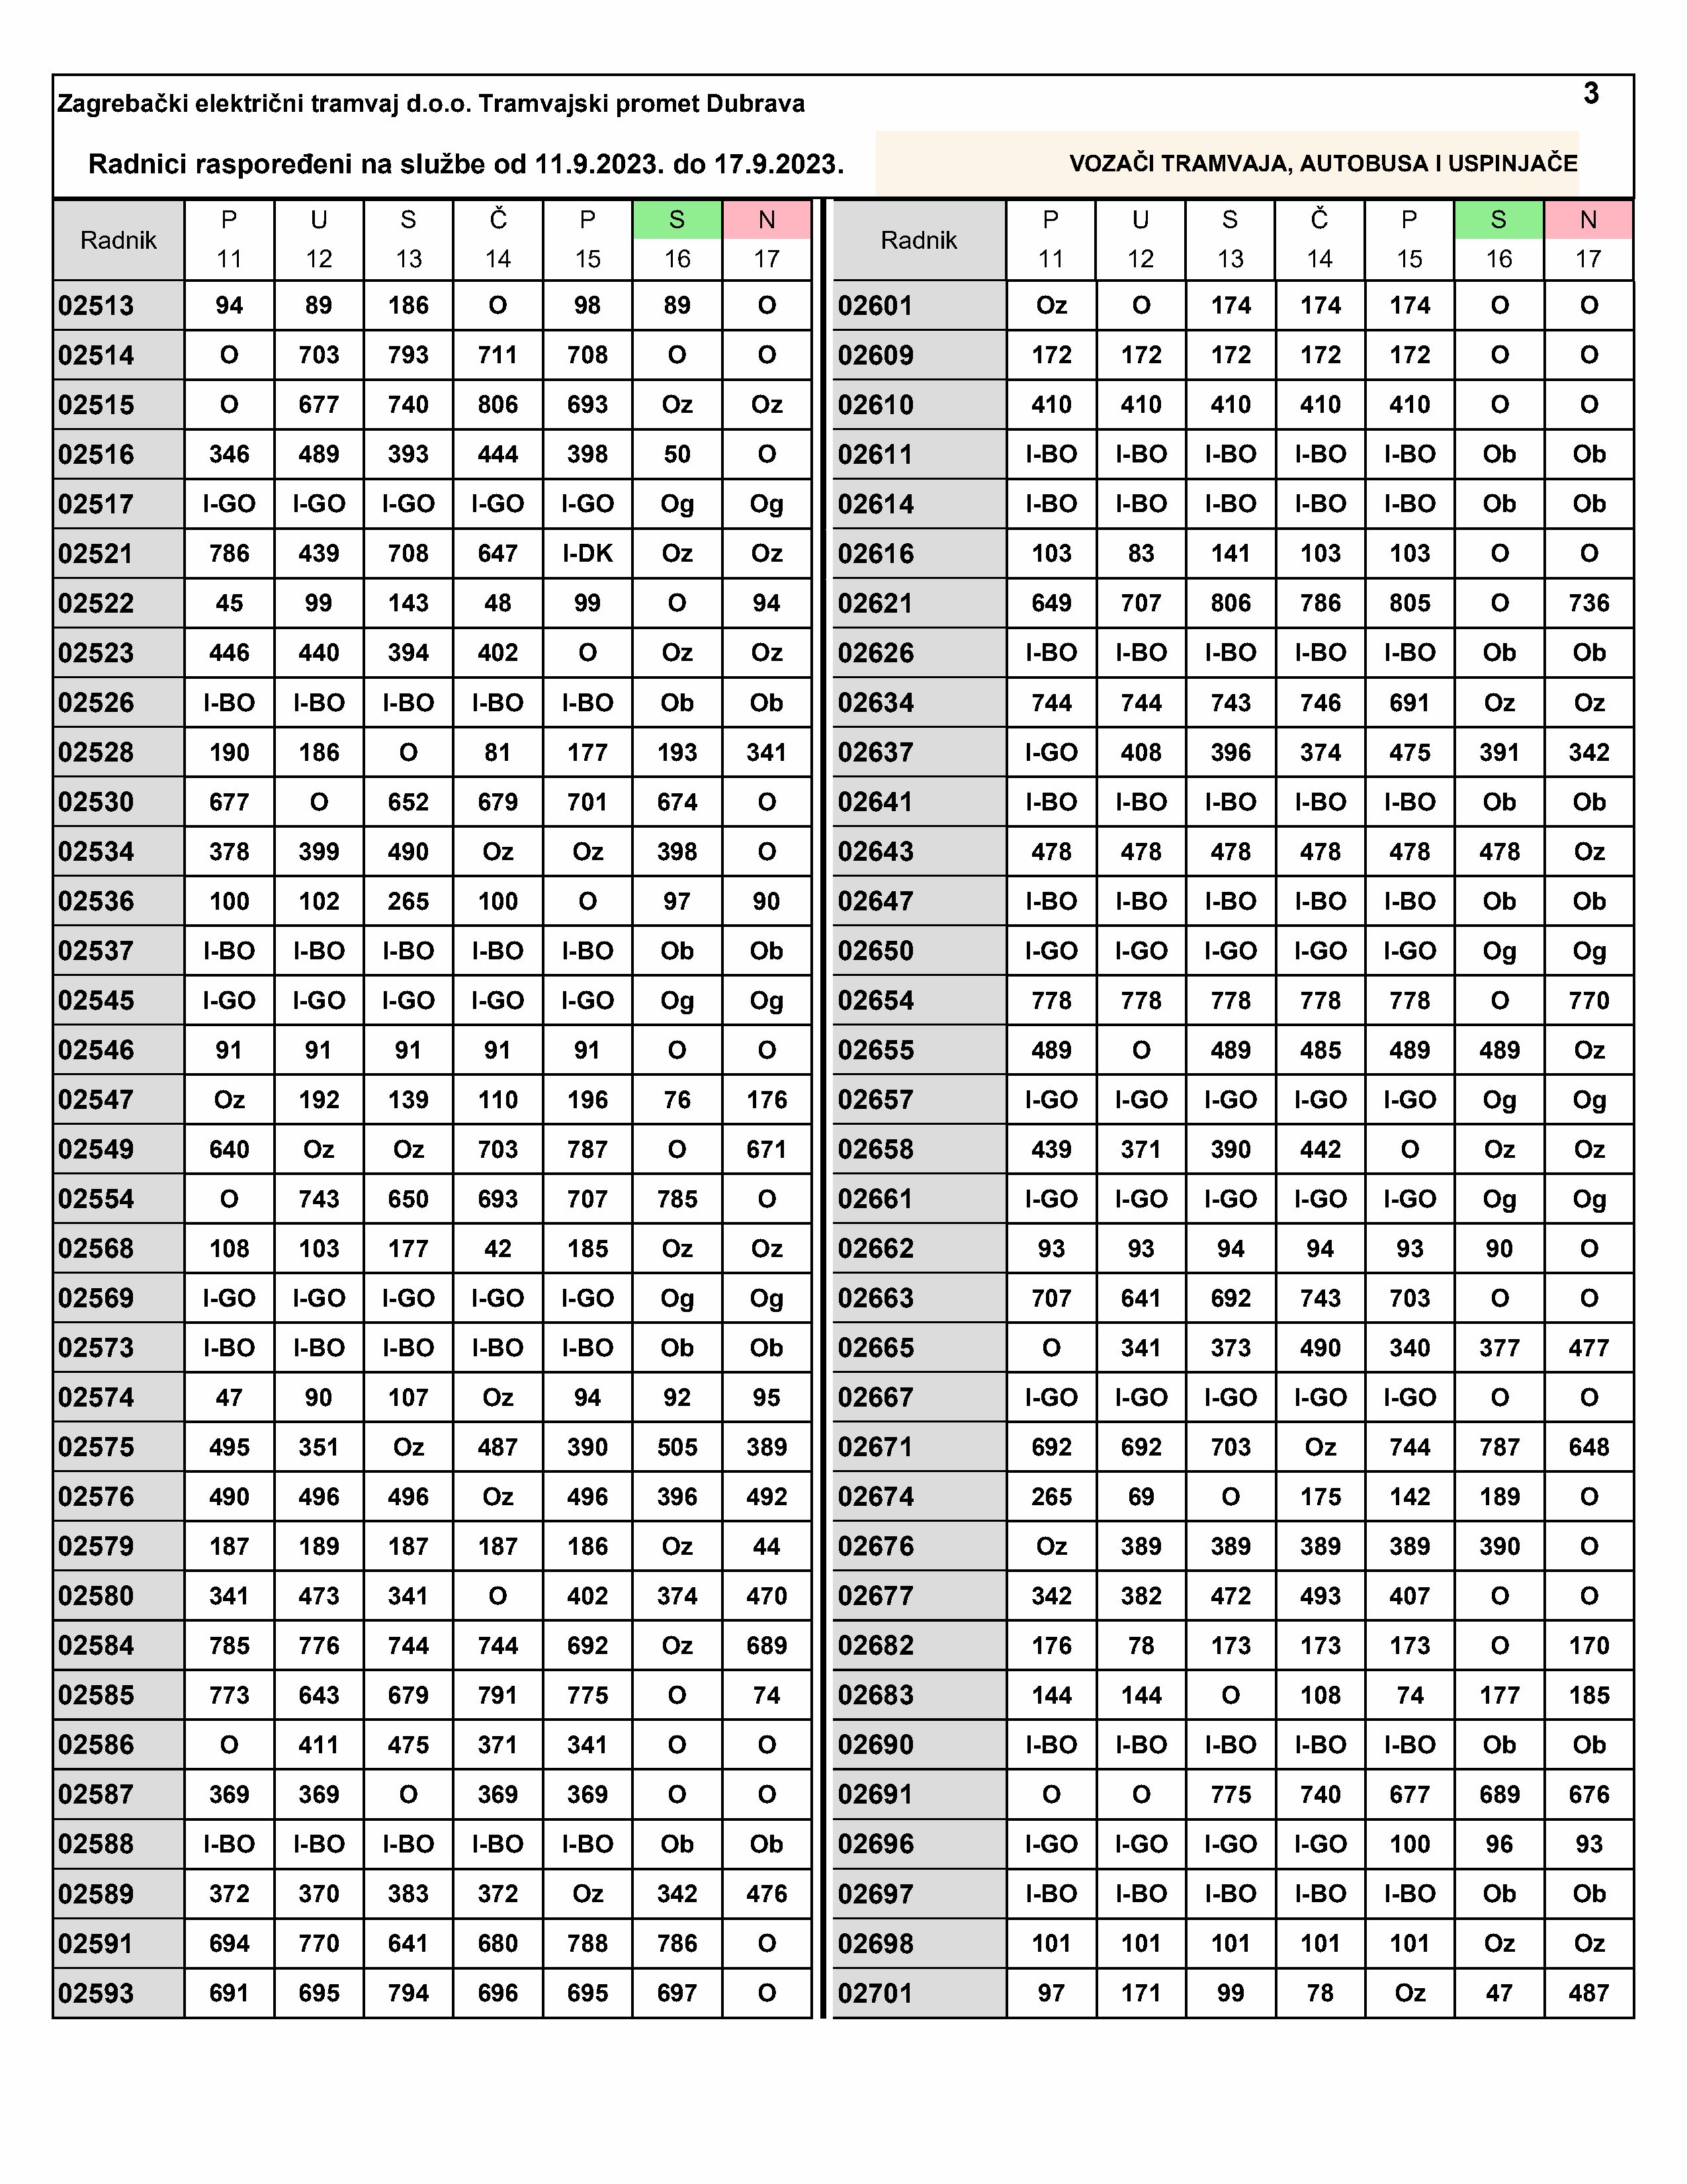 3
Zagrebački električni tramvaj d.o.o. Tramvajski promet Dubrava
Radnici raspoređeni na službe od 11.9.2023. do 17.9.2023. VOZAČI TRAMVAJA, AUTOBUSA I USPINJAČE
Radnik P U S Č P S N Radnik P U S Č P S N
11 12 13 14 15 16 17 11 12 13 14 15 16 17
02513 94 89 186 O 98 89 O 02601 Oz O 174 174 174 O O
02514 O 703 793 711 708 O O 02609 172 172 172 172 172 O O
02515 O 677 740 806 693 Oz Oz 02610 410 410 410 410 410 O O
02516 346 489 393 444 398 50 O 02611 I-BO I-BO I-BO I-BO I-BO Ob Ob
02517 I-GO I-GO I-GO I-GO I-GO Og Og 02614 I-BO I-BO I-BO I-BO I-BO Ob Ob
02521 786 439 708 647 I-DK Oz Oz 02616 103 83 141 103 103 O O
02522 45 99 143 48 99 O 94 02621 649 707 806 786 805 O 736
02523 446 440 394 402 O Oz Oz 02626 I-BO I-BO I-BO I-BO I-BO Ob Ob
02526 I-BO I-BO I-BO I-BO I-BO Ob Ob 02634 744 744 743 746 691 Oz Oz
02528 190 186 O 81 177 193 341 02637 I-GO 408 396 374 475 391 342
02530 677 O 652 679 701 674 O 02641 I-BO I-BO I-BO I-BO I-BO Ob Ob
02534 378 399 490 Oz Oz 398 O 02643 478 478 478 478 478 478 Oz
02536 100 102 265 100 O 97 90 02647 I-BO I-BO I-BO I-BO I-BO Ob Ob
02537 I-BO I-BO I-BO I-BO I-BO Ob Ob 02650 I-GO I-GO I-GO I-GO I-GO Og Og
02545 I-GO I-GO I-GO I-GO I-GO Og Og 02654 778 778 778 778 778 O 770
02546 91 91 91 91 91 O O 02655 489 O 489 485 489 489 Oz
02547 Oz 192 139 110 196 76 176 02657 I-GO I-GO I-GO I-GO I-GO Og Og
02549 640 Oz Oz 703 787 O 671 02658 439 371 390 442 O Oz Oz
02554 O 743 650 693 707 785 O 02661 I-GO I-GO I-GO I-GO I-GO Og Og
02568 108 103 177 42 185 Oz Oz 02662 93 93 94 94 93 90 O
02569 I-GO I-GO I-GO I-GO I-GO Og Og 02663 707 641 692 743 703 O O
02573 I-BO I-BO I-BO I-BO I-BO Ob Ob 02665 O 341 373 490 340 377 477
02574 47 90 107 Oz 94 92 95 02667 I-GO I-GO I-GO I-GO I-GO O O
02575 495 351 Oz 487 390 505 389 02671 692 692 703 Oz 744 787 648
02576 490 496 496 Oz 496 396 492 02674 265 69 O 175 142 189 O
02579 187 189 187 187 186 Oz 44 02676 Oz 389 389 389 389 390 O
02580 341 473 341 O 402 374 470 02677 342 382 472 493 407 O O
02584 785 776 744 744 692 Oz 689 02682 176 78 173 173 173 O 170
02585 773 643 679 791 775 O 74 02683 144 144 O 108 74 177 185
02586 O 411 475 371 341 O O 02690 I-BO I-BO I-BO I-BO I-BO Ob Ob
02587 369 369 O 369 369 O O 02691 O O 775 740 677 689 676
02588 I-BO I-BO I-BO I-BO I-BO Ob Ob 02696 I-GO I-GO I-GO I-GO 100 96 93
02589 372 370 383 372 Oz 342 476 02697 I-BO I-BO I-BO I-BO I-BO Ob Ob
02591 694 770 641 680 788 786 O 02698 101 101 101 101 101 Oz Oz
02593 691 695 794 696 695 697 O 02701 97 171 99 78 Oz 47 487